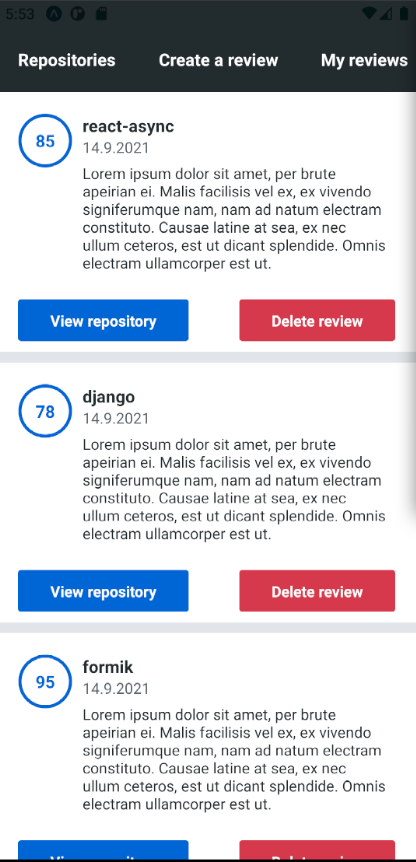 5:53
Repositories Create a review My reviews
85
react-async
14.9.2021
Lorem ipsum dolor sit amet, per brute
apeirian ei. Malis facilisis vel ex, ex vivendo
signiferumque nam, nam ad natum electram
constituto. Causae latine at sea, ex nec
ullum ceteros, est ut dicant splendide. Omnis
electram ullamcorper est ut.
View repository Delete review
78
django
14.9.2021
Lorem ipsum dolor sit amet, per brute
apeirian ei. Malis facilisis vel ex, ex vivendo
signiferumque nam, nam ad natum electram
constituto. Causae latine at sea, ex nec
ullum ceteros, est ut dicant splendide. Omnis
electram ullamcorper est ut.
View repository Delete review
95
formik
14.9.2021
Lorem ipsum dolor sit amet, per brute
apeirian ei. Malis facilisis vel ex, ex vivendo
signiferumque nam, nam ad natum electram
constituto. Causae latine at sea, ex nec
ullum ceteros, est ut dicant splendide. Omnis
electram ullamcorper est ut.